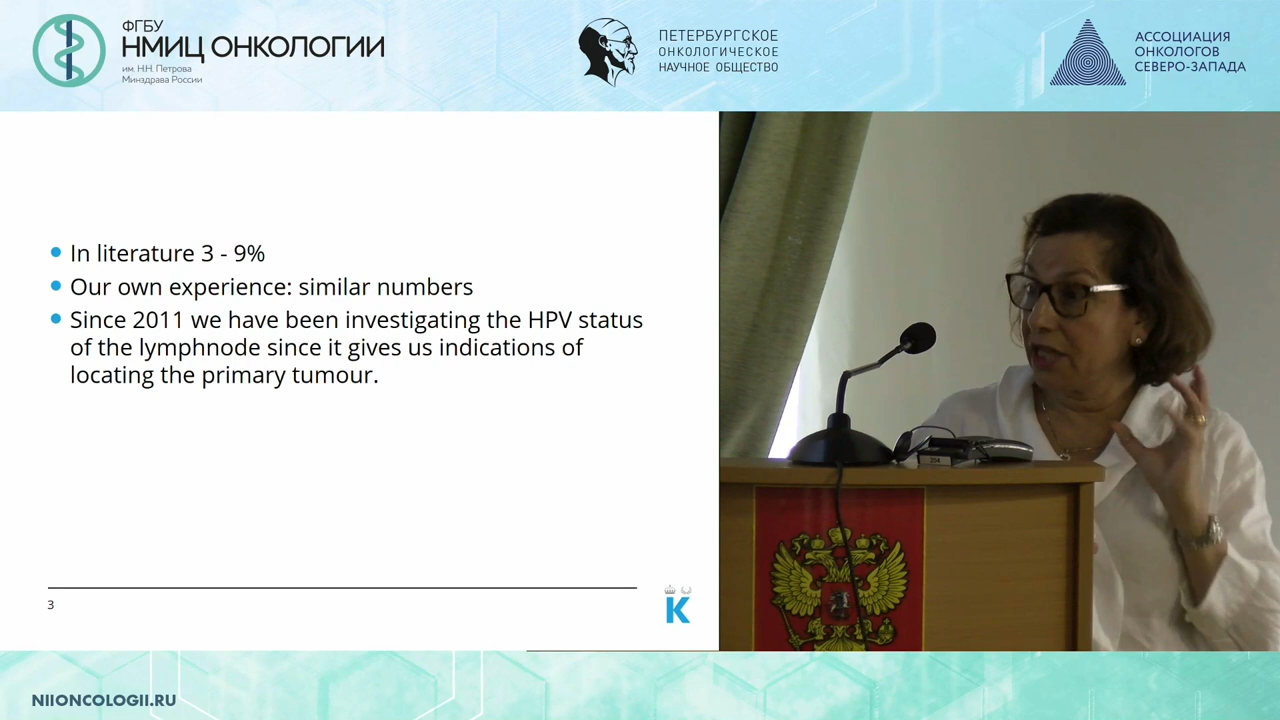 ФГБУ
НМИЦ ОНКОЛОГИИ
им. Н.Н. Петрова
Минздрава России
ПЕТЕРБУРГСКОЕ
ОНКОЛОГИЧЕСКОЕ
НАУЧНОЕ ОБЩЕСТВО
АССОЦИАЦИЯ
ОНКОЛОГОВ
СЕВЕРО-ЗАПАДА
In literature 3 - 9%
Our own experience: similar numbers
Since 2011 we have been investigating the HPV status
of the lymphnode since it gives us indications of
locating the primary tumour.
3
K
204
NIIONCOLOGII.RU